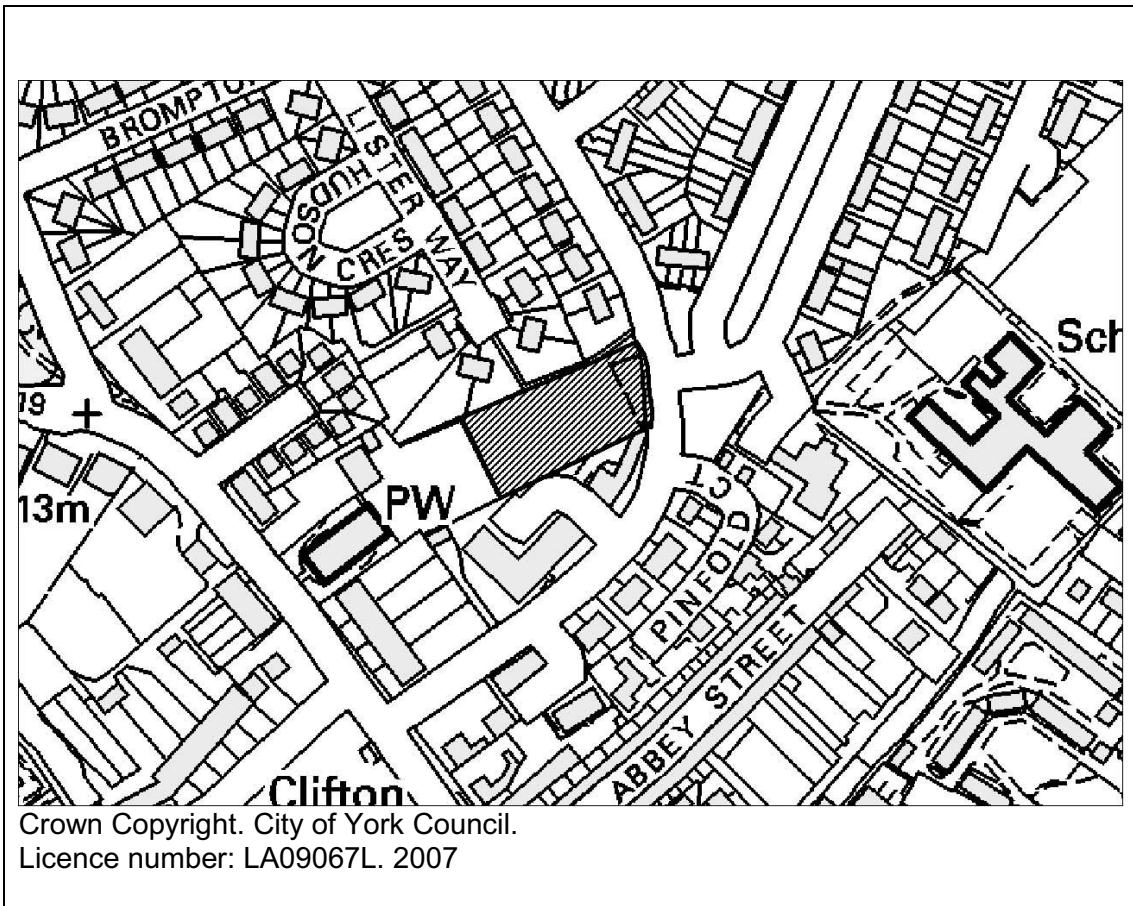 BROMPTO
LISTER WAY
HUDSON CRES
Sch
19
13m
PW
PINFOLD CT
ABBEY STREET
Clifton
Crown Copyright. City of York Council.
Licence number: LA09067L. 2007